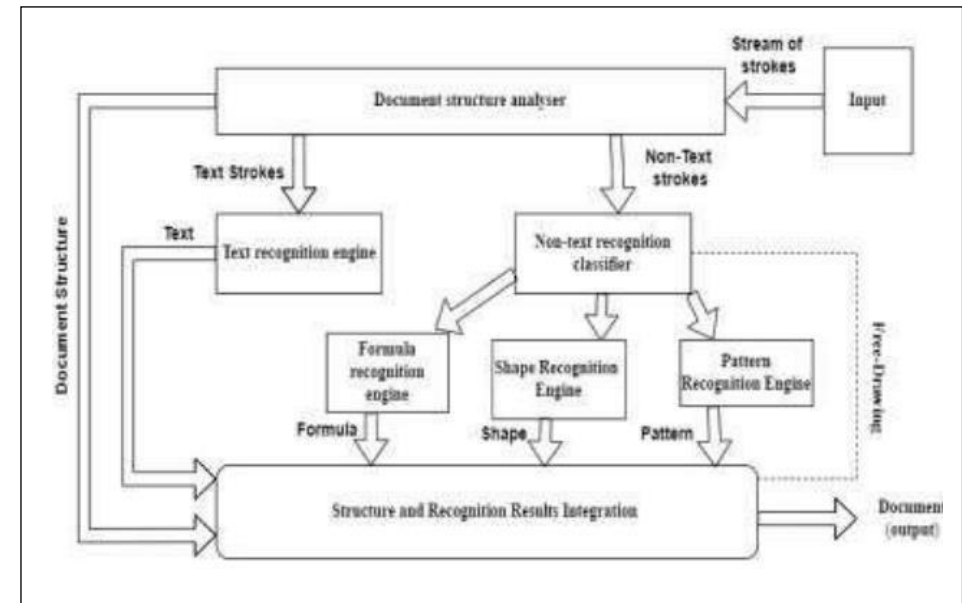 Stream of
strokes
Document structure analyser
Input
Text Strokes
Non-Text
strokes
Text
Text recognition engine
Non-text recognition
classifier
Document Structure
Free-Drawing
Formula
recognition
engine
Shape Recognition
Engine
Pattern
Recognition Engine
Formula
Shape
Pattern
Structure and Recognition Results Integration
Document
(output)